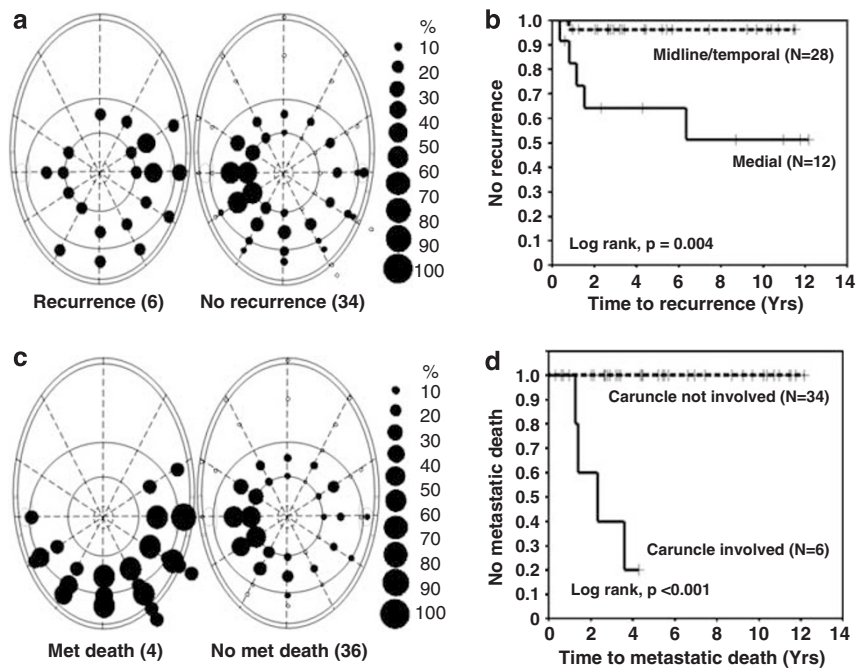 a
%
10
20
30
40
50
60
70
80
90
100
Recurrence (6)
No recurrence (34)
b
No recurrence
1.0
0.9
0.8
0.7
0.6
0.5
0.4
0.3
0.2
0.1
0
Midline/temporal (N=28)
Medial (N=12)
Log rank, p = 0.004
0 2 4 6 8 10 12 14
Time to recurrence (Yrs)
c
%
10
20
30
40
50
60
70
80
90
100
Met death (4)
No met death (36)
d
No metastatic death
1.0
0.9
0.8
0.7
0.6
0.5
0.4
0.3
0.2
0.1
0
Caruncle not involved (N=34)
Caruncle involved (N=6)
Log rank, p <0.001
0 2 4 6 8 10 12 14
Time to metastatic death (Yrs)